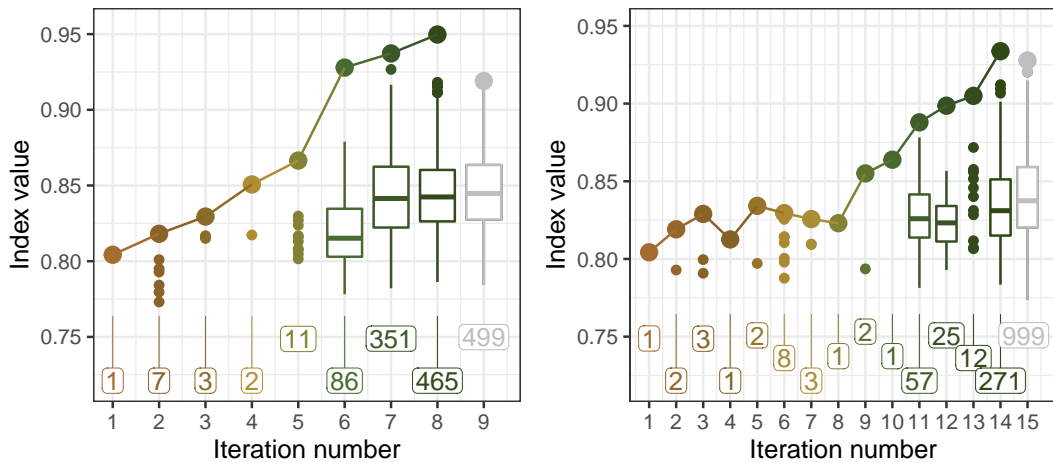 0.95
0.90
0.85
0.80
0.75
Index value
1 7 3 2 11 86 351 465 499
1 2 3 4 5 6 7 8 9
Iteration number
0.95
0.90
0.85
0.80
0.75
Index value
1 2 3 1 2 8 3 1 2 1 57 25 12 271 999
1 2 3 4 5 6 7 8 9 10 11 12 13 14 15
Iteration number